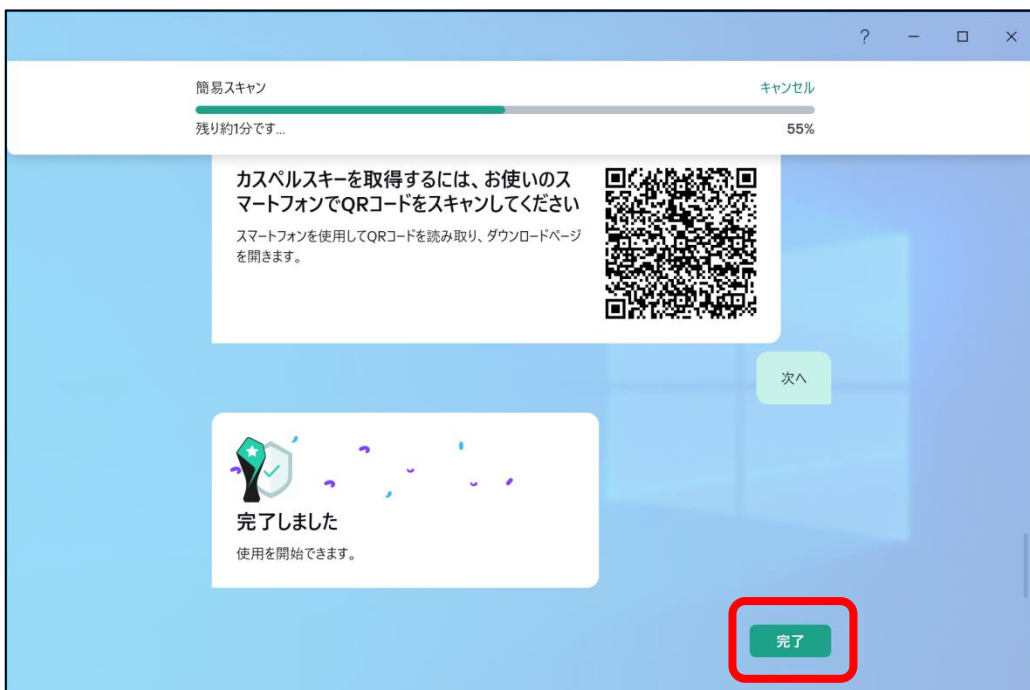 簡易スキャン
キャンセル
残り約1分です...
55%
カスペルスキーを取得するには、お使いのス
マートフォンでQRコードをスキャンしてください
スマートフォンを使用してQRコードを読み取り、ダウンロードページ
を開きます。
次へ
完了しました
使用を開始できます。
完了